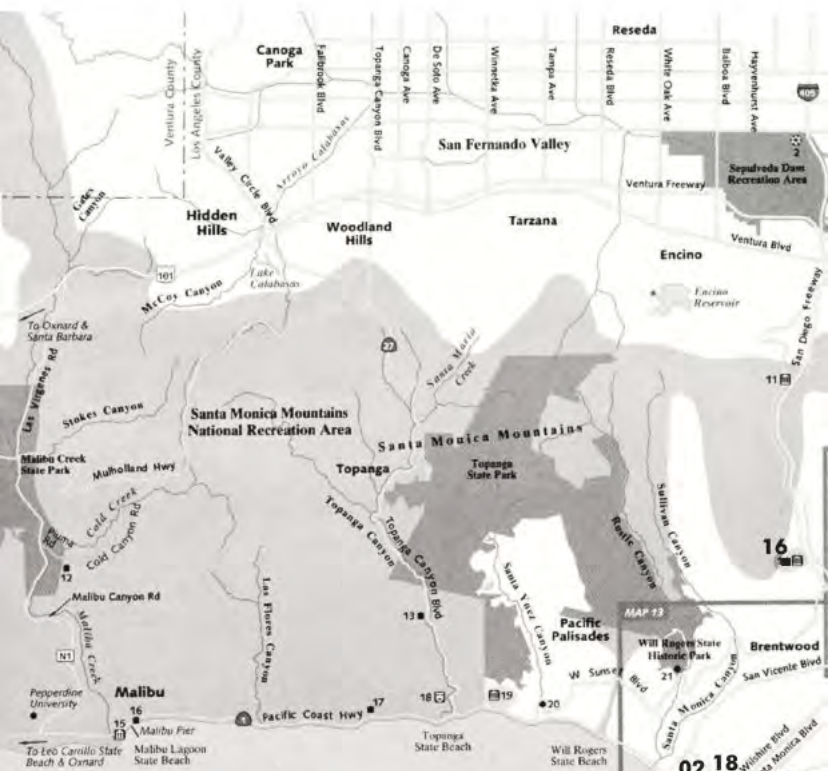 Reseda
Canoga
Park
Fallbrook Blvd
Topanga Canyon Blvd
Canoga Ave
De Soto Ave
Winnetka Ave
Tampa Ave
Reseda Blvd
White Oak Ave
Balboa Blvd
Hayvenhurst Ave
405
Ventura County
Los Angeles County
Valley Circle Blvd
Arroyo Calabasas
San Fernando Valley
2
Sepulveda Dam
Recreation Area
Ventura Freeway
Gates
Canyon
Hidden
Hills
Woodland
Hills
Tarzana
Encino
Ventura Blvd
101
McCoy Canyon
Lake
Calabasas
Encino
Reservoir
San Diego Freeway
To Oxnard &
Santa Barbara
Las Virgenes Rd
27
Santa Maria
Creek
11
Stokes Canyon
Santa Monica Mountains
National Recreation Area
Santa Monica Mountains
Malibu Creek
State Park
Mulholland Hwy
Topanga
Topanga
State Park
Cold Creek
Piuma
Rd
Cold Canyon Rd
Topanga Canyon
Topanga Canyon Blvd
Rustic Canyon
Sullivan Canyon
16
12
Malibu Canyon Rd
Las Flores Canyon
Santa Ynez Canyon
13
Pacific
Palisades
MAP 13
Will Rogers State
Historic Park
Brentwood
Malibu Creek
N1
W Sunset Blvd
21
San Vicente Blvd
Santa Monica Canyon
Pepperdine
University
Malibu
16
15
Malibu Pier
1
Pacific Coast Hwy
17
18
19
20
To Leo Carrillo State
Beach & Oxnard
Malibu Lagoon
State Beach
Topanga
State Beach
Will Rogers
State Beach
02 18
Wilshire Blvd
ta Monica Blvd